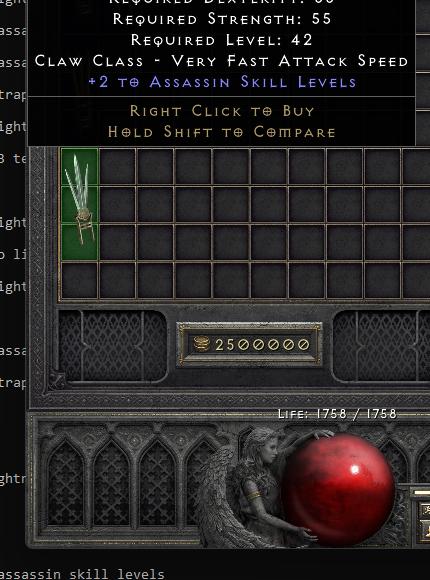 Required Strength: 55
Required Level: 42
Claw Class - Very Fast Attack Speed
+2 to Assassin Skill Levels
Right Click to Buy
Hold Shift to Compare
2500000
Life: 1758 / 1758
assassin skill levels